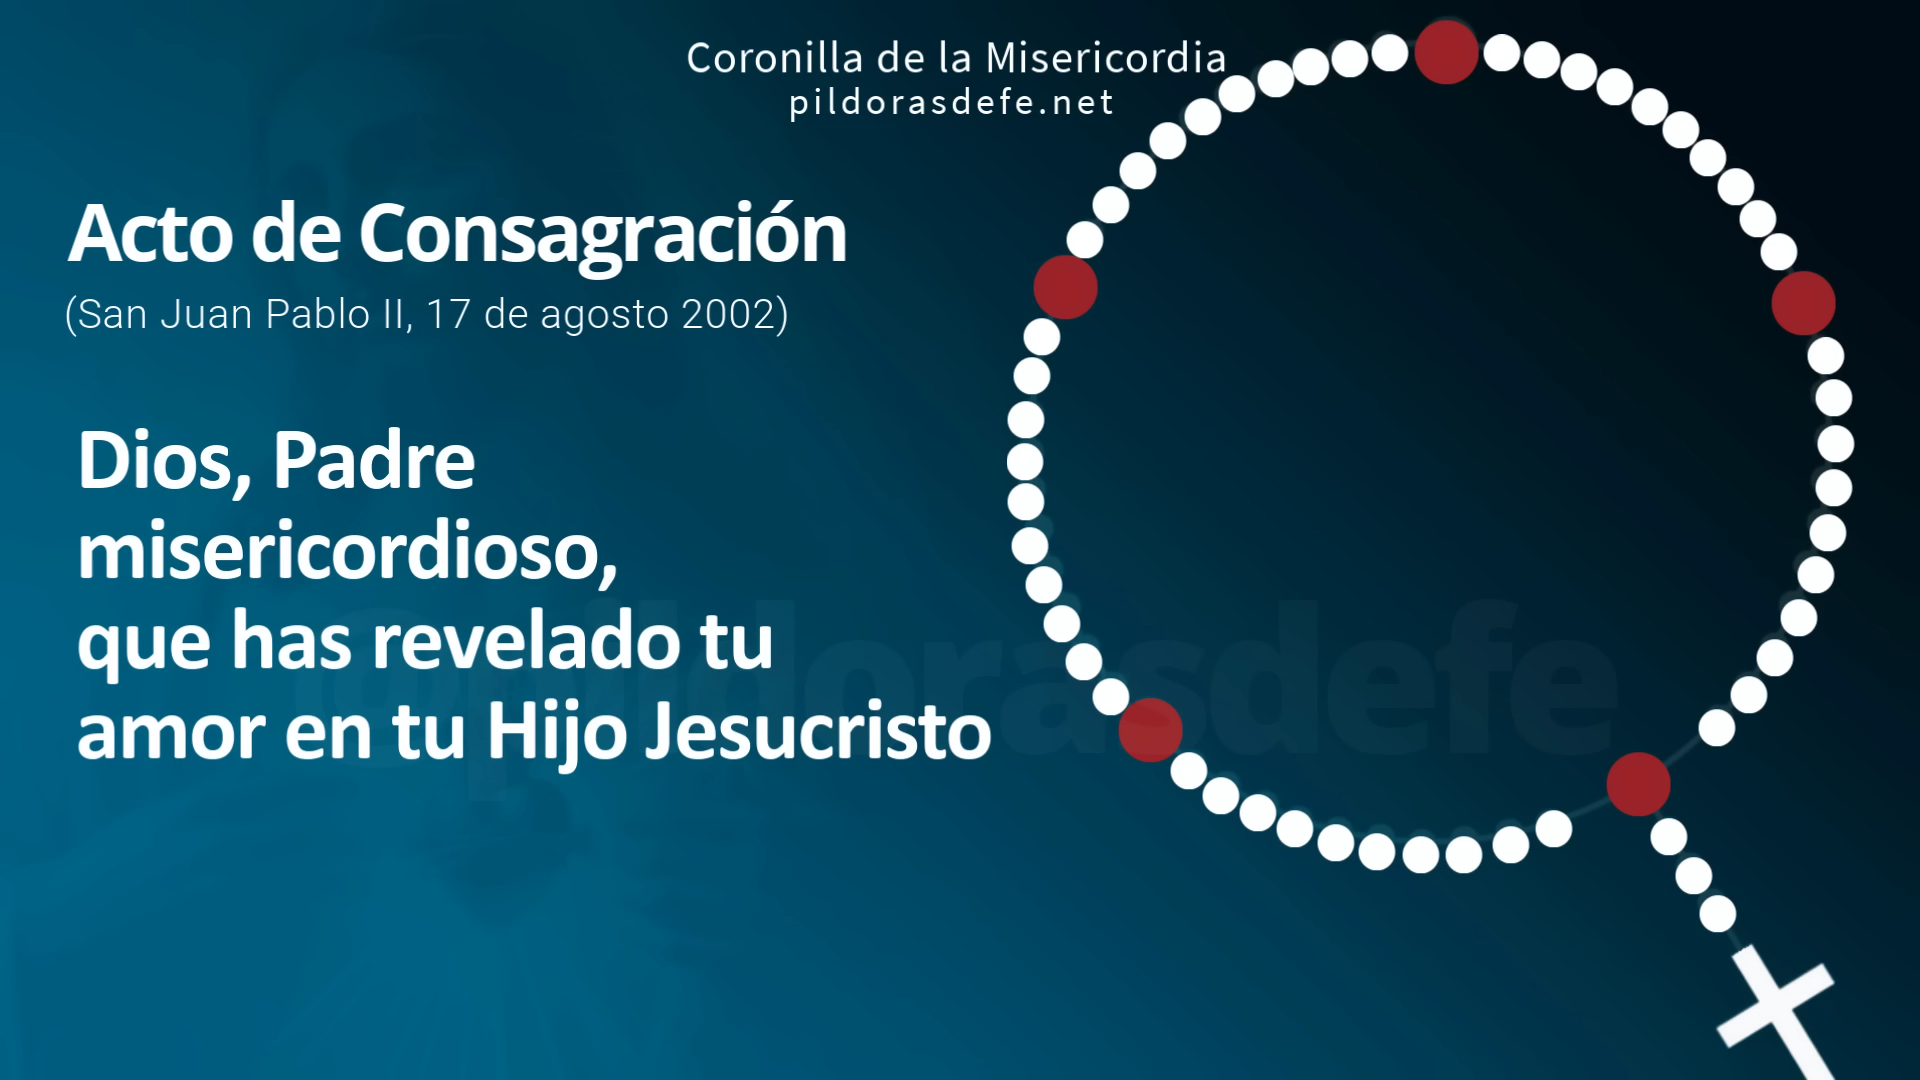 Coronilla de la Misericordia
pildorasdefe.net
Acto de Consagración
(San Juan Pablo II, 17 de agosto 2002)
Dios, Padre
misericordioso,
que has revelado tu
amor en tu Hijo Jesucristo
@pildorasdefe